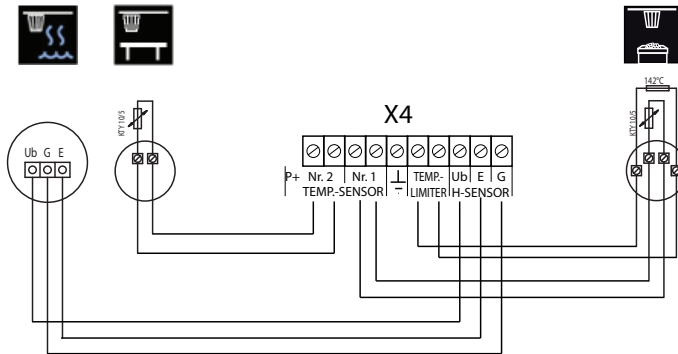 142°C
KTY 10/5
KTY 10/5
X4
Ub G E
P+ Nr. 2 Nr. 1 TEMP.- Ub E G
TEMP.-SENSOR LIMITER H-SENSOR